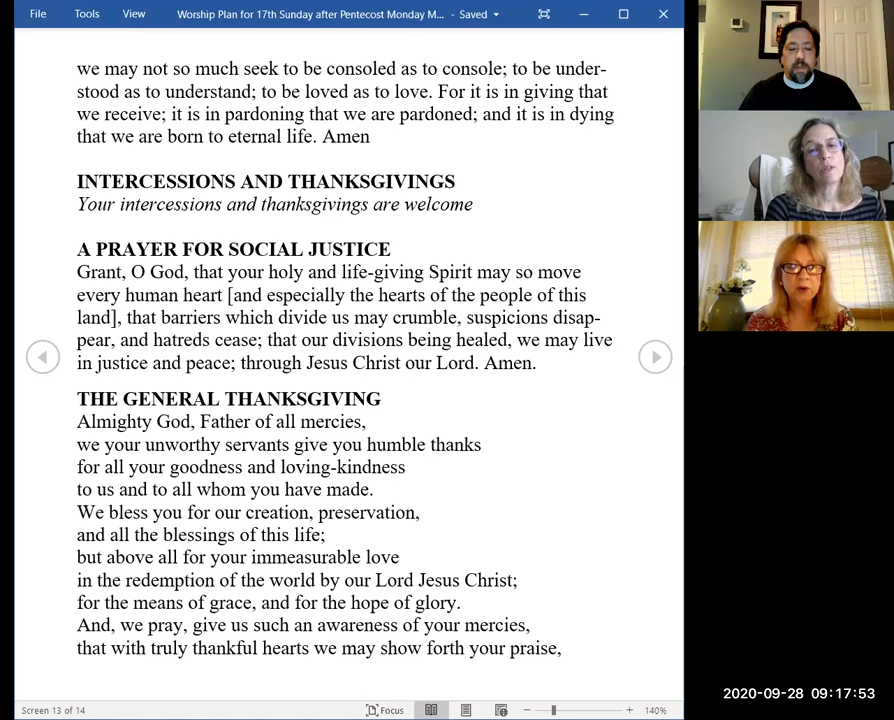 File Tools View Worship Plan for 17th Sunday after Pentecost Monday M... - Saved
we may not so much seek to be consoled as to console; to be under-
stood as to understand; to be loved as to love. For it is in giving that
we receive; it is in pardoning that we are pardoned; and it is in dying
that we are born to eternal life. Amen
INTERCESSIONS AND THANKSGIVINGS
Your intercessions and thanksgivings are welcome
A PRAYER FOR SOCIAL JUSTICE
Grant, O God, that your holy and life-giving Spirit may so move
every human heart [and especially the hearts of the people of this
land], that barriers which divide us may crumble, suspicions disap-
pear, and hatreds cease; that our divisions being healed, we may live
in justice and peace; through Jesus Christ our Lord. Amen.
THE GENERAL THANKSGIVING
Almighty God, Father of all mercies,
we your unworthy servants give you humble thanks
for all your goodness and loving-kindness
to us and to all whom you have made.
We bless you for our creation, preservation,
and all the blessings of this life;
but above all for your immeasurable love
in the redemption of the world by our Lord Jesus Christ;
for the means of grace, and for the hope of glory.
And, we pray, give us such an awareness of your mercies,
that with truly thankful hearts we may show forth your praise,
2020-09-28 09:17:53
Screen 13 of 14 Focus 140%